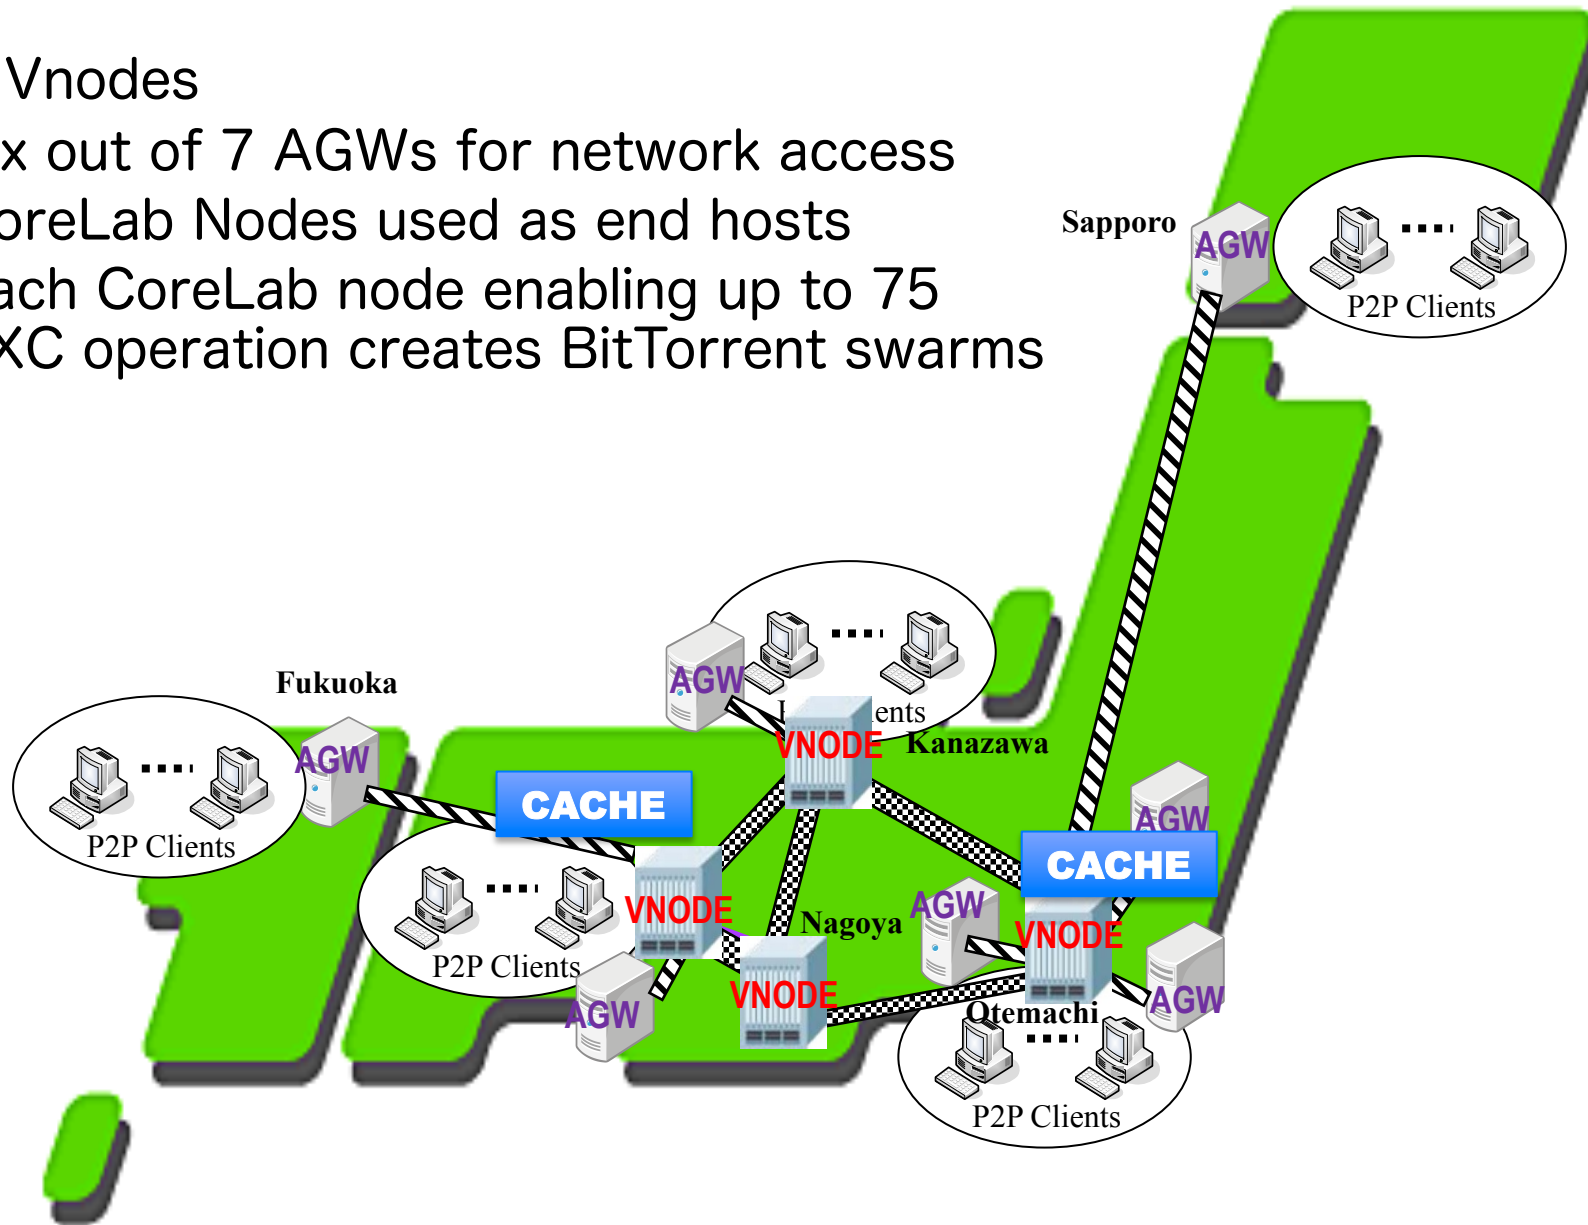 Vnodes
x out of 7 AGWs for network access
oreLab Nodes used as end hosts
ach CoreLab node enabling up to 75
XC operation creates BitTorrent swarms
Sapporo
AGW
P2P Clients
AGW
ents
VNODE
Kanazawa
Fukuoka
AGW
P2P Clients
CACHE
AGW
CACHE
VNODE
P2P Clients
AGW
Nagoya
VNODE
AGW
VNODE
AGW
Otemachi
P2P Clients